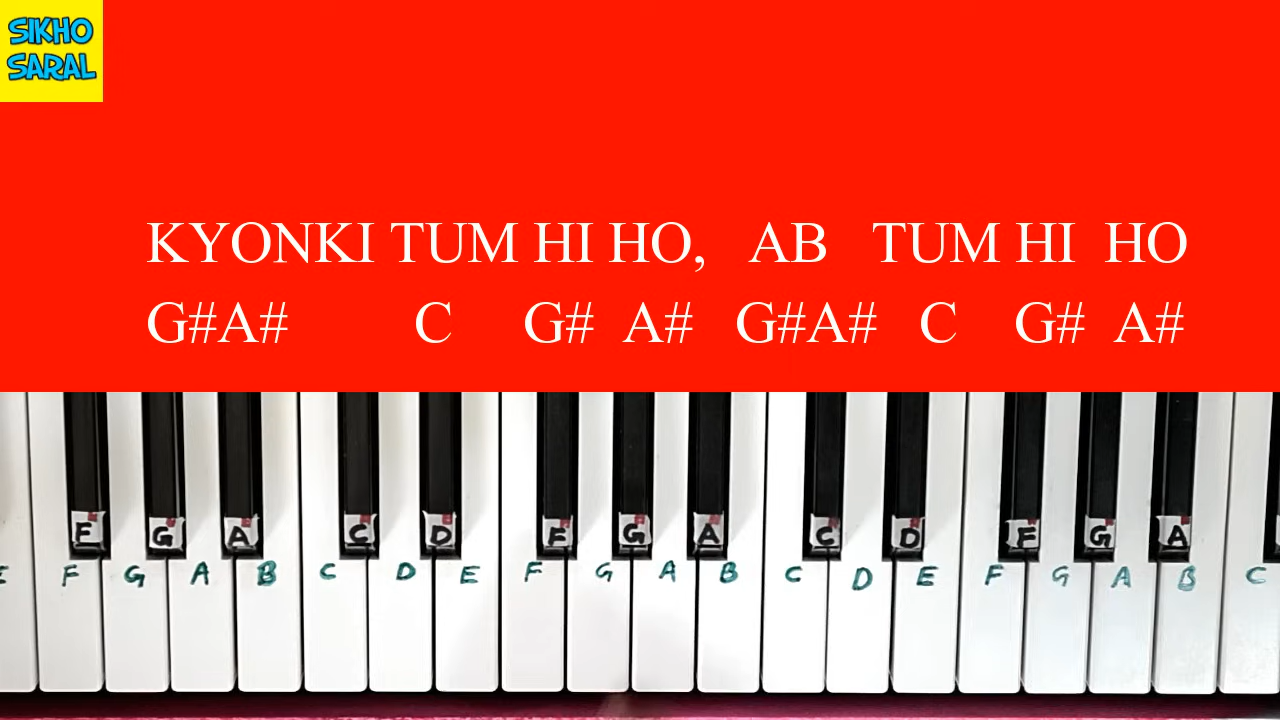 SIKHO
SARAL
KYONKI TUM HI HO, AB TUM HI HO
G#A# C G# A# G#A# C G# A#
F G A C D F G A C D F G A
E F G A B C D E F G A B C D E F G A B C